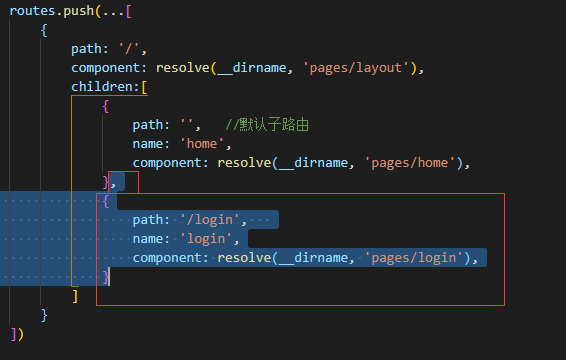 routes.push(...[
{
path: '/',
component: resolve(__dirname, 'pages/layout'),
children:[
{
path: '', //默认子路由
name: 'home',
component: resolve(__dirname, 'pages/home'),
},
{
path: '/login',
name: 'login',
component: resolve(__dirname, 'pages/login'),
}
]
}
])